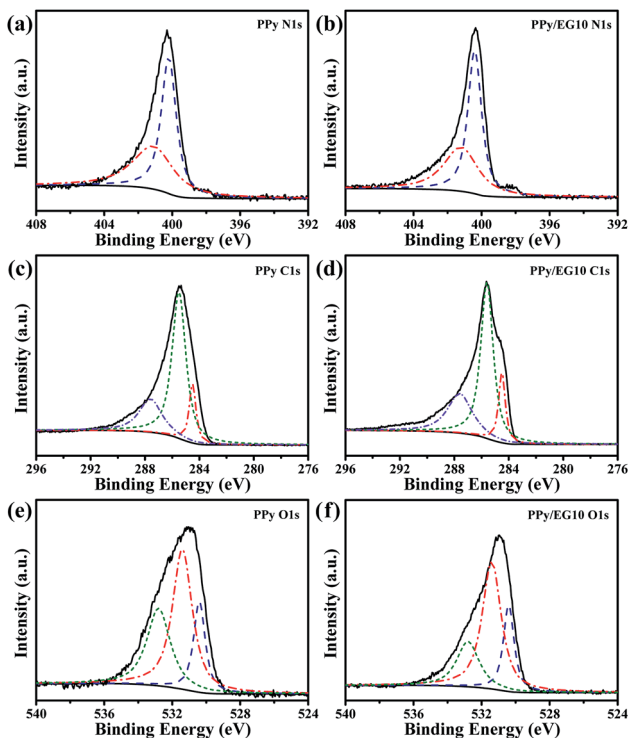 (a) PPy N1s
Intensity (a.u.)
408 404 400 396 392
Binding Energy (eV)
(b) PPy/EG10 N1s
Intensity (a.u.)
408 404 400 396 392
Binding Energy (eV)
(c) PPy C1s
Intensity (a.u.)
296 292 288 284 280 276
Binding Energy (eV)
(d) PPy/EG10 C1s
Intensity (a.u.)
296 292 288 284 280 276
Binding Energy (eV)
(e) PPy O1s
Intensity (a.u.)
540 536 532 528 524
Binding Energy (eV)
(f) PPy/EG10 O1s
Intensity (a.u.)
540 536 532 528 524
Binding Energy (eV)